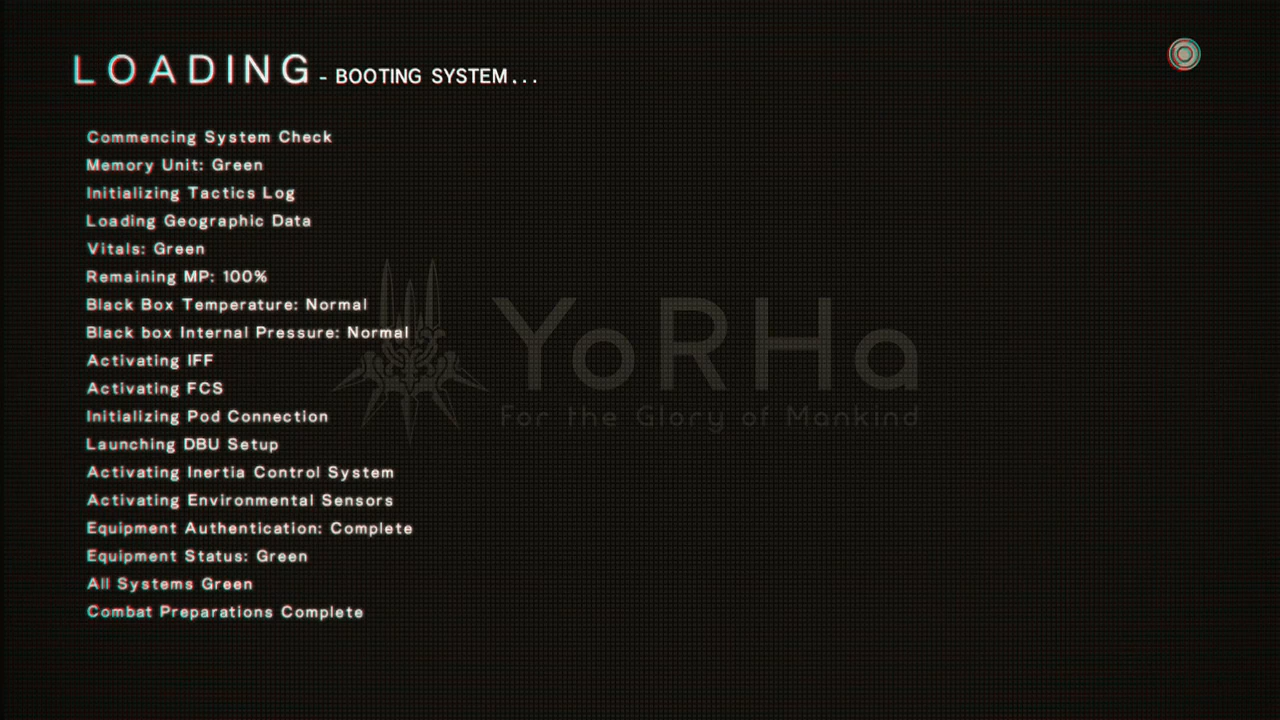 LOADING - BOOTING SYSTEM...
Commencing System Check
Memory Unit: Green
Initializing Tactics Log
Loading Geographic Data
Vitals: Green
Remaining MP: 100%
Black Box Temperature: Normal
Black box Internal Pressure: Normal
Activating IFF
Activating FCS
Initializing Pod Connection
Launching DBU Setup
Activating Inertia Control System
Activating Environmental Sensors
Equipment Authentication: Complete
Equipment Status: Green
All Systems Green
Combat Preparations Complete
YoRHa
For the Glory of Mankind